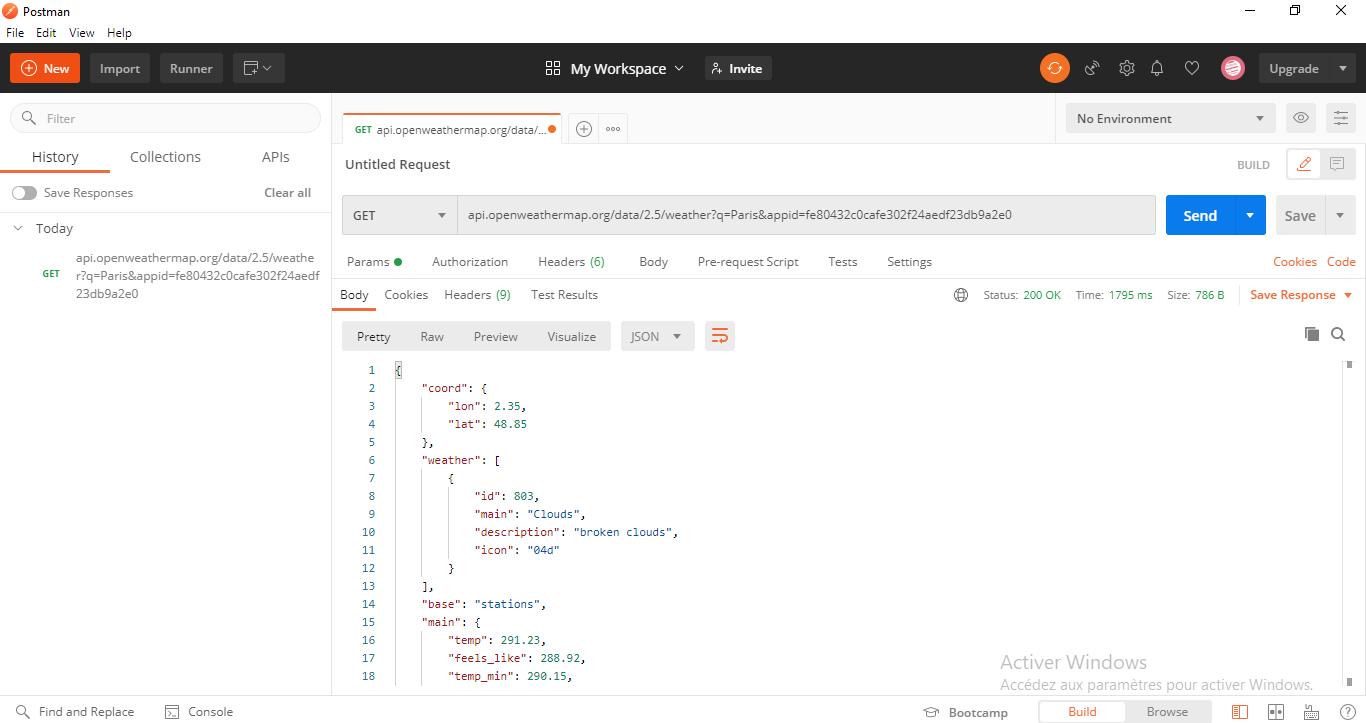 Postman
File Edit View Help
New Import Runner My Workspace Invite Upgrade
Filter
History Collections APIs
Save Responses Clear all
Today
GET api.openweathermap.org/data/2.5/weathe
r?q=Paris&appid=fe80432c0cafe302f24aedf
23db9a2e0
GET api.openweathermap.org/data/... No Environment
Untitled Request BUILD
GET api.openweathermap.org/data/2.5/weather?q=Paris&appid=fe80432c0cafe302f24aedf23db9a2e0 Send Save
Params Authorization Headers (6) Body Pre-request Script Tests Settings Cookies Code
Body Cookies Headers (9) Test Results Status: 200 OK Time: 1795 ms Size: 786 B Save Response
Pretty Raw Preview Visualize JSON
1 {
2 "coord": {
3 "lon": 2.35,
4 "lat": 48.85
5 },
6 "weather": [
7 {
8 "id": 803,
9 "main": "Clouds",
10 "description": "broken clouds",
11 "icon": "04d"
12 }
13 ],
14 "base": "stations",
15 "main": {
16 "temp": 291.23,
17 "feels_like": 288.92,
18 "temp_min": 290.15,
Activer Windows
Accédez aux paramètres pour activer Windows.
Find and Replace Console Bootcamp Build Browse